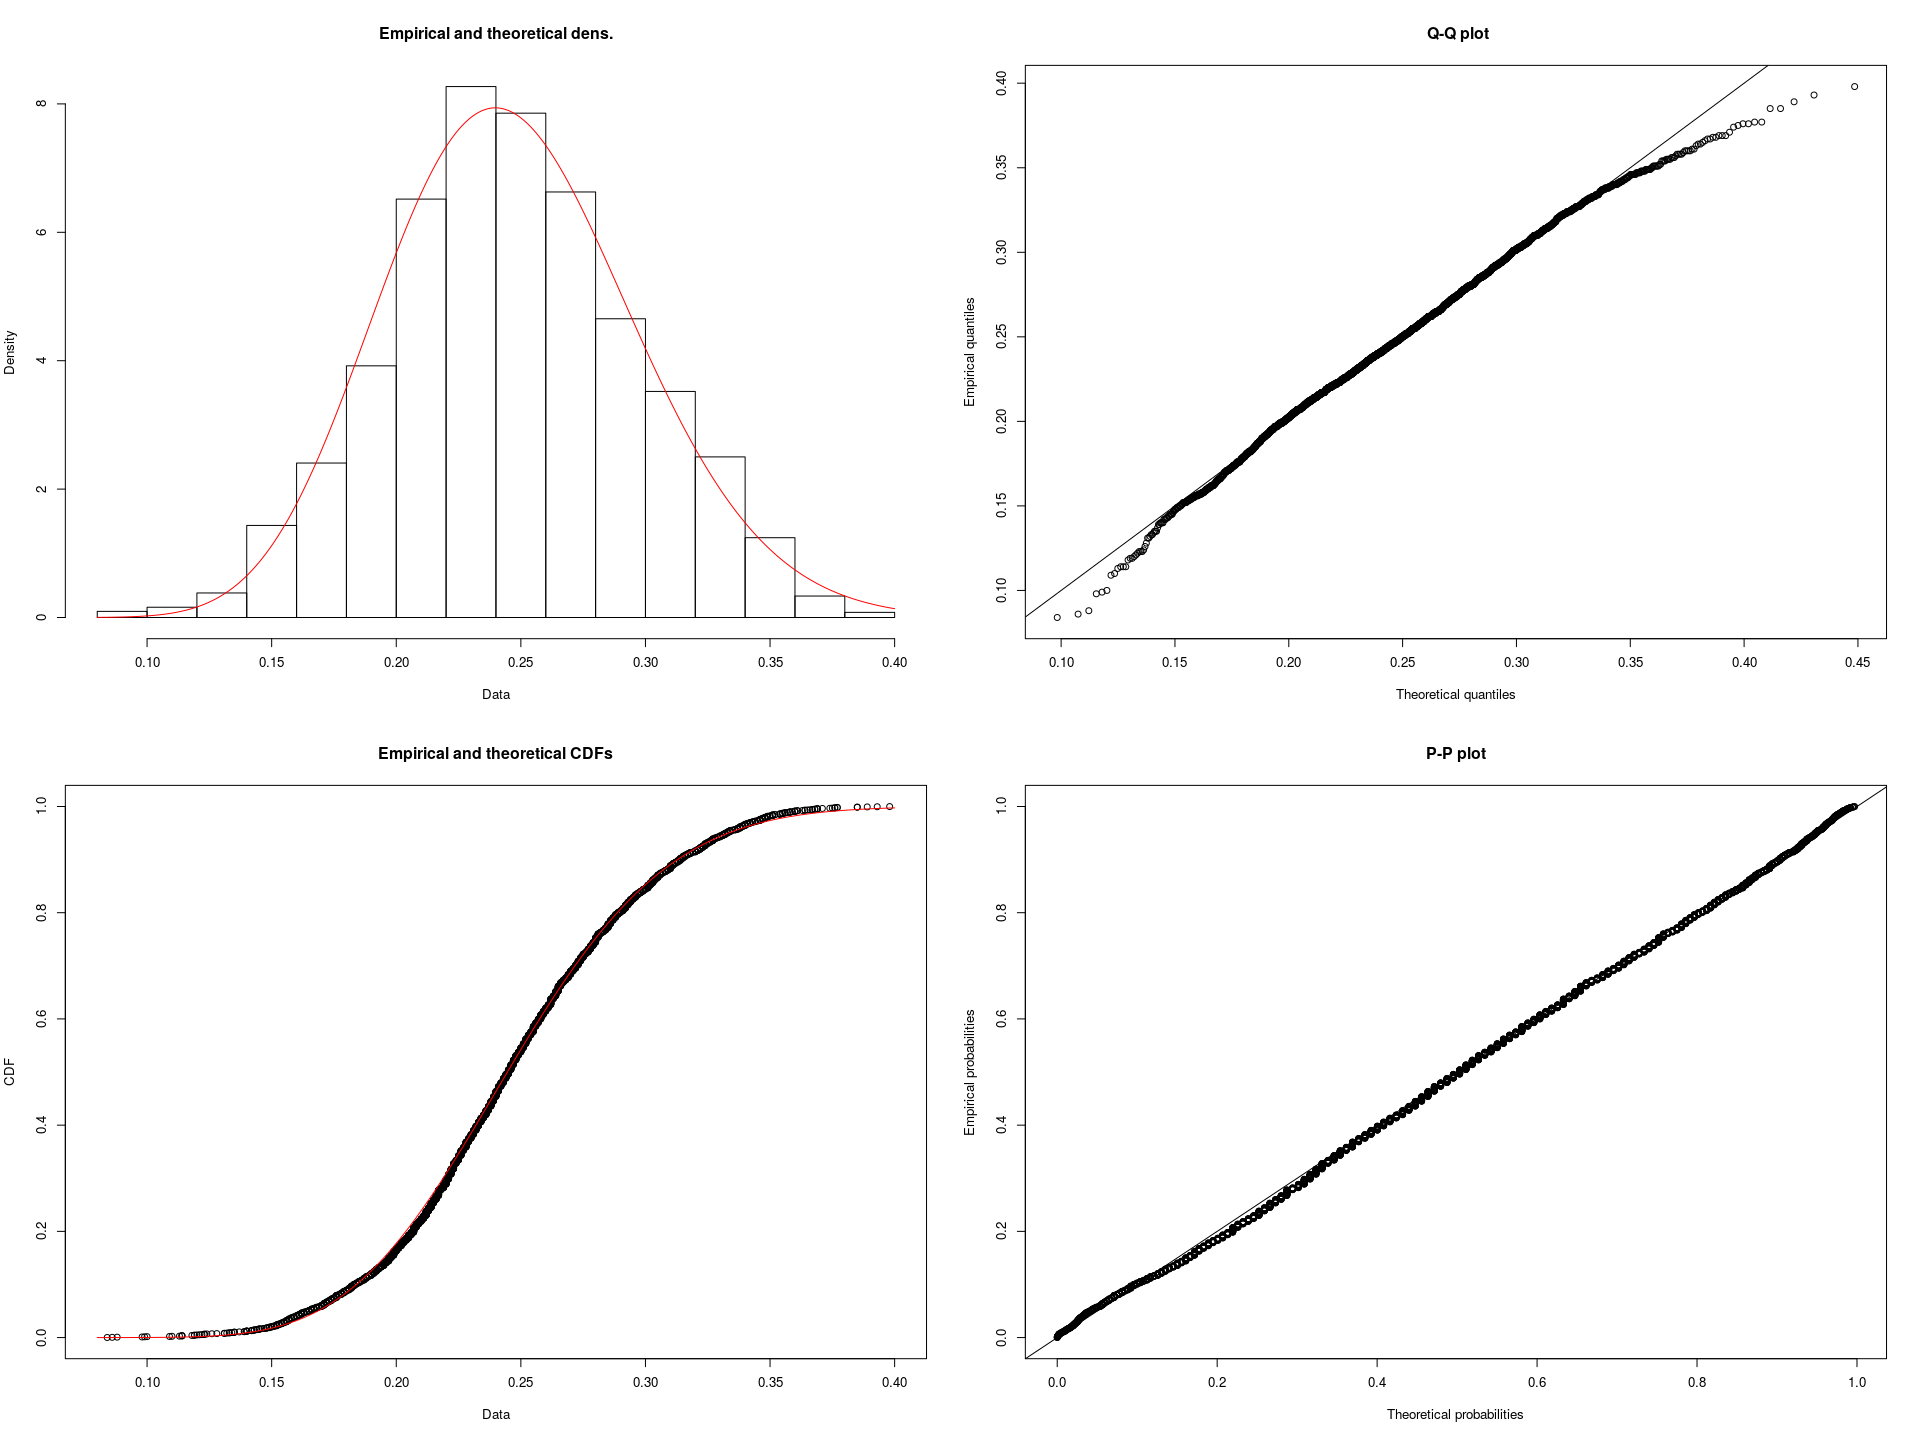 Empirical and theoretical dens.
Density
0 2 4 6 8
0.10 0.15 0.20 0.25 0.30 0.35 0.40
Data
Q-Q plot
Empirical quantiles
0.10 0.15 0.20 0.25 0.30 0.35 0.40
0.10 0.15 0.20 0.25 0.30 0.35 0.40 0.45
Theoretical quantiles
Empirical and theoretical CDFs
CDF
0.0 0.2 0.4 0.6 0.8 1.0
0.10 0.15 0.20 0.25 0.30 0.35 0.40
Data
P-P plot
Empirical probabilities
0.0 0.2 0.4 0.6 0.8 1.0
0.0 0.2 0.4 0.6 0.8 1.0
Theoretical probabilities